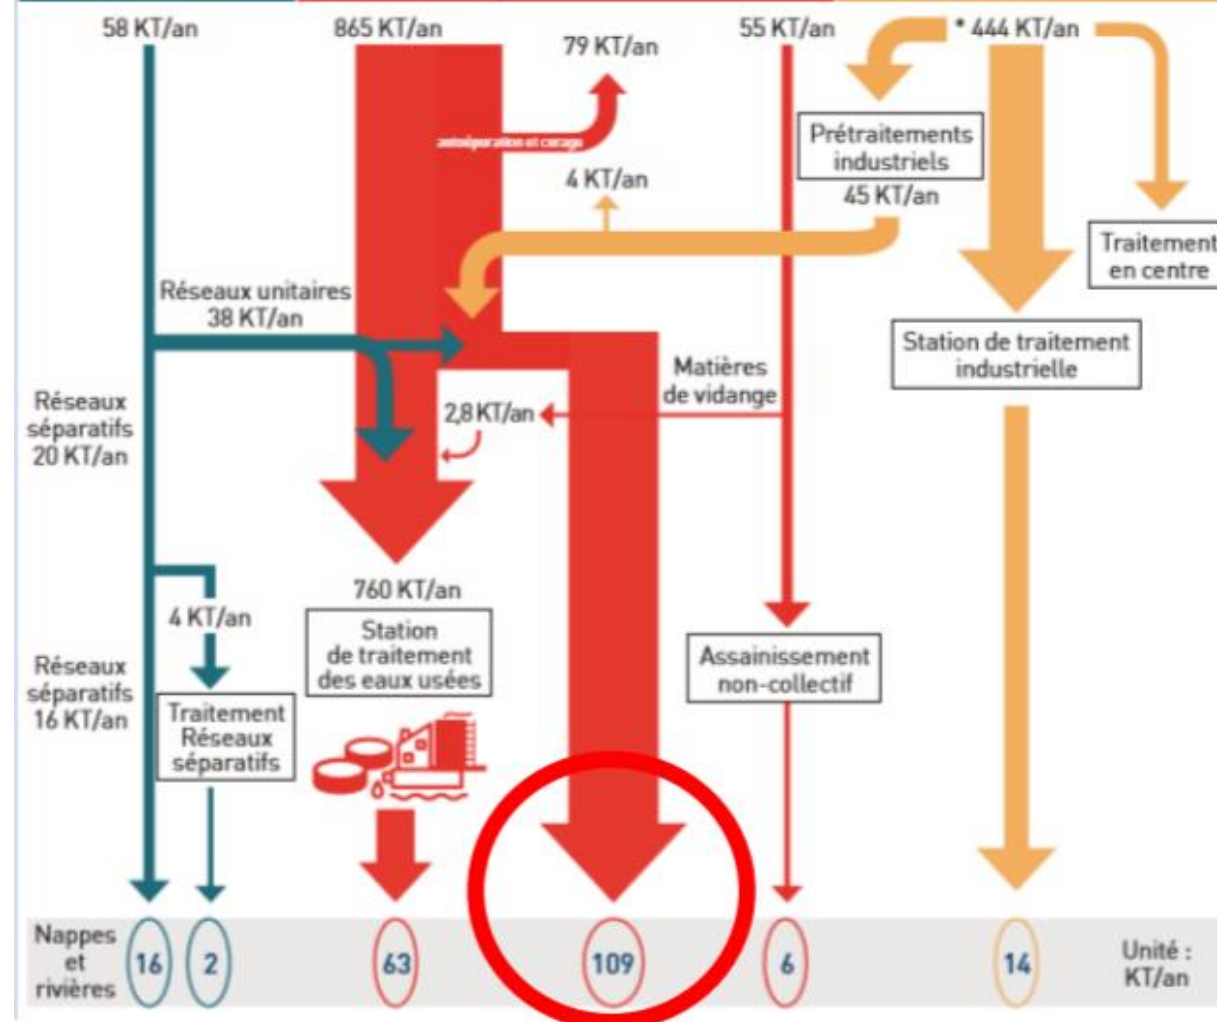 58 KT/an
865 KT/an
79 KT/an
55 KT/an
* 444 KT/an
autoépuration et curage
Prétraitements
industriels
45 KT/an
4 KT/an
Traitement
en centre
Réseaux unitaires
38 KT/an
Station de traitement
industrielle
Matières
de vidange
2,8 KT/an
Réseaux
séparatifs
20 KT/an
760 KT/an
Station
de traitement
des eaux usées
4 KT/an
Réseaux
séparatifs
16 KT/an
Traitement
Réseaux
séparatifs
Assainissement
non-collectif
Nappes
et
rivières
16
2
63
109
6
14
Unité :
KT/an